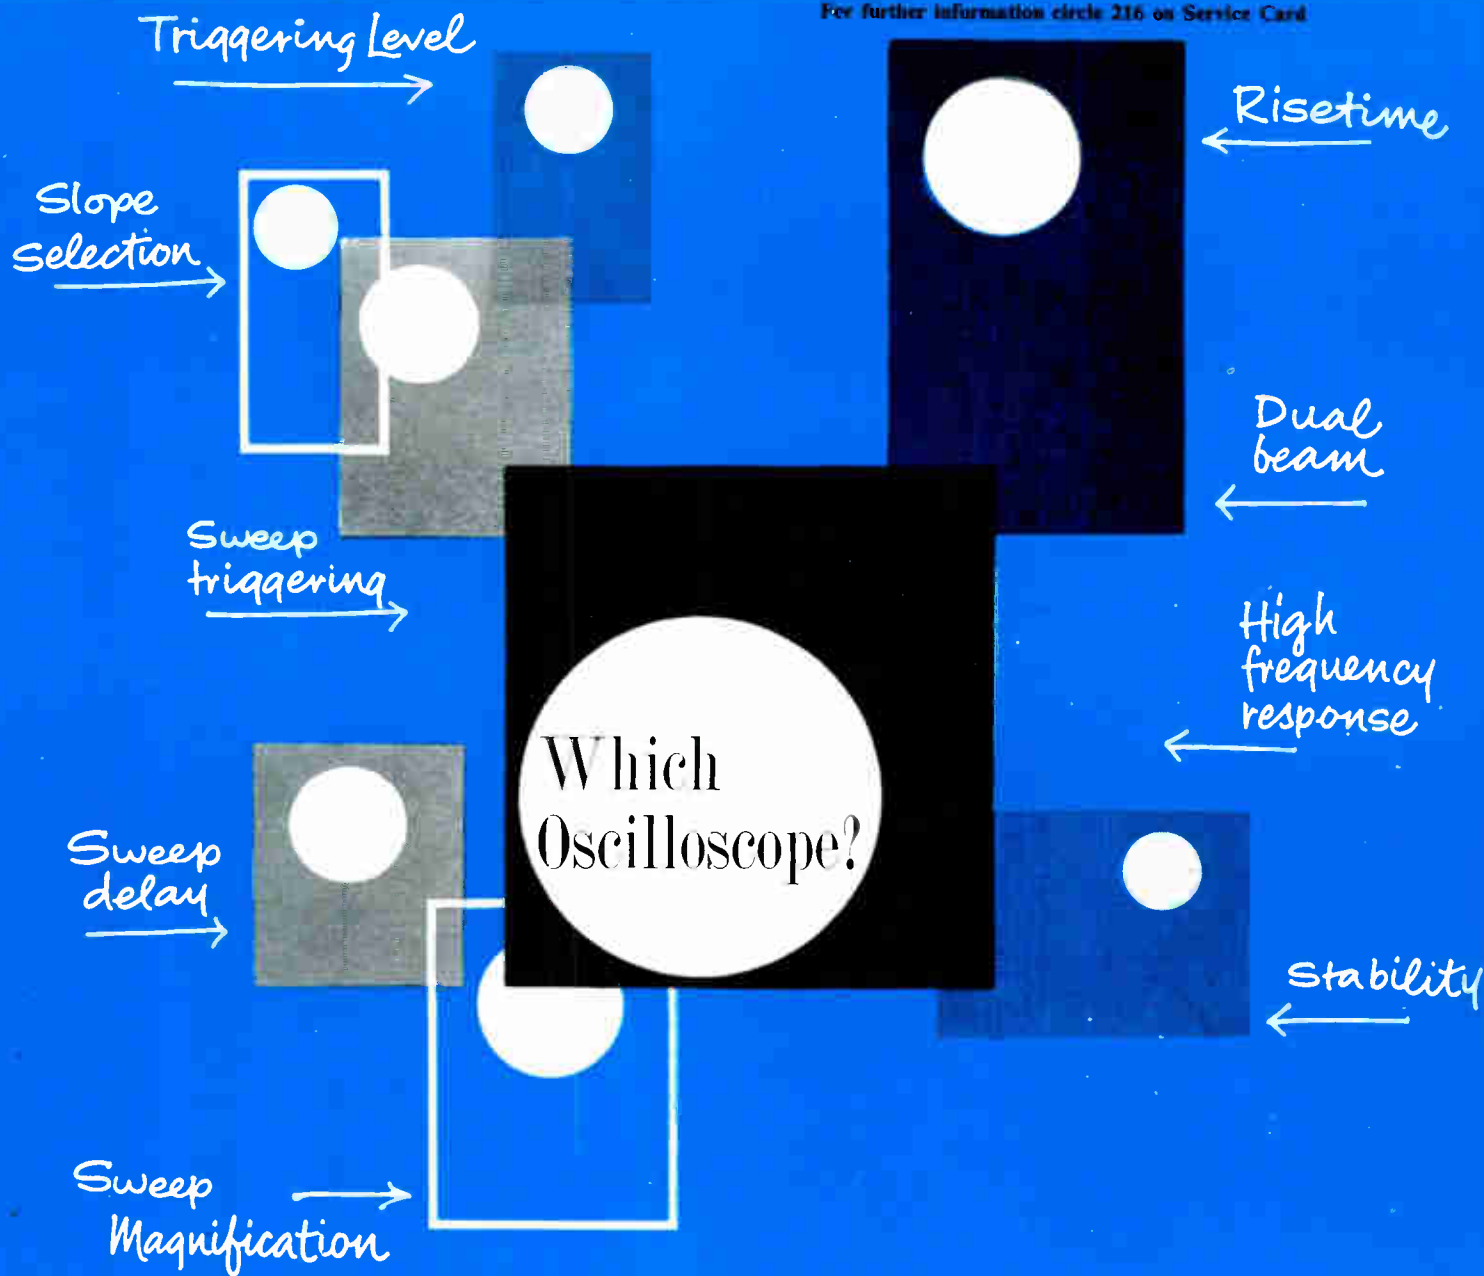 For further information circle 216 on Service Card
Triggering Level
Risetime
Slope
Selection
Dual
beam
Sweep
triggering
High
frequency
response
Which
Oscilloscope?
Sweep
delay
Stability
Sweep
Magnification